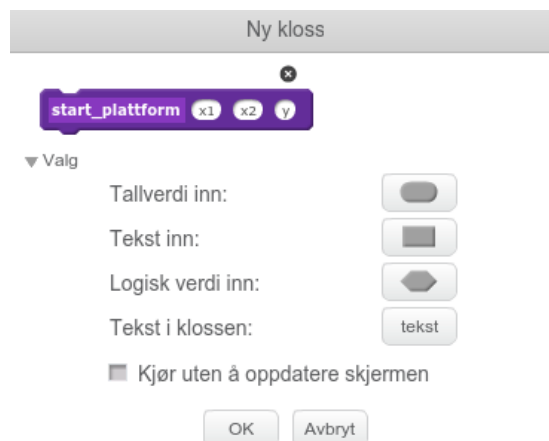 Ny kloss
start_plattform x1 x2 y
Valg
Tallverdi inn:
Tekst inn:
Logisk verdi inn:
Tekst i klossen: tekst
Kjør uten å oppdatere skjermen
OK Avbryt